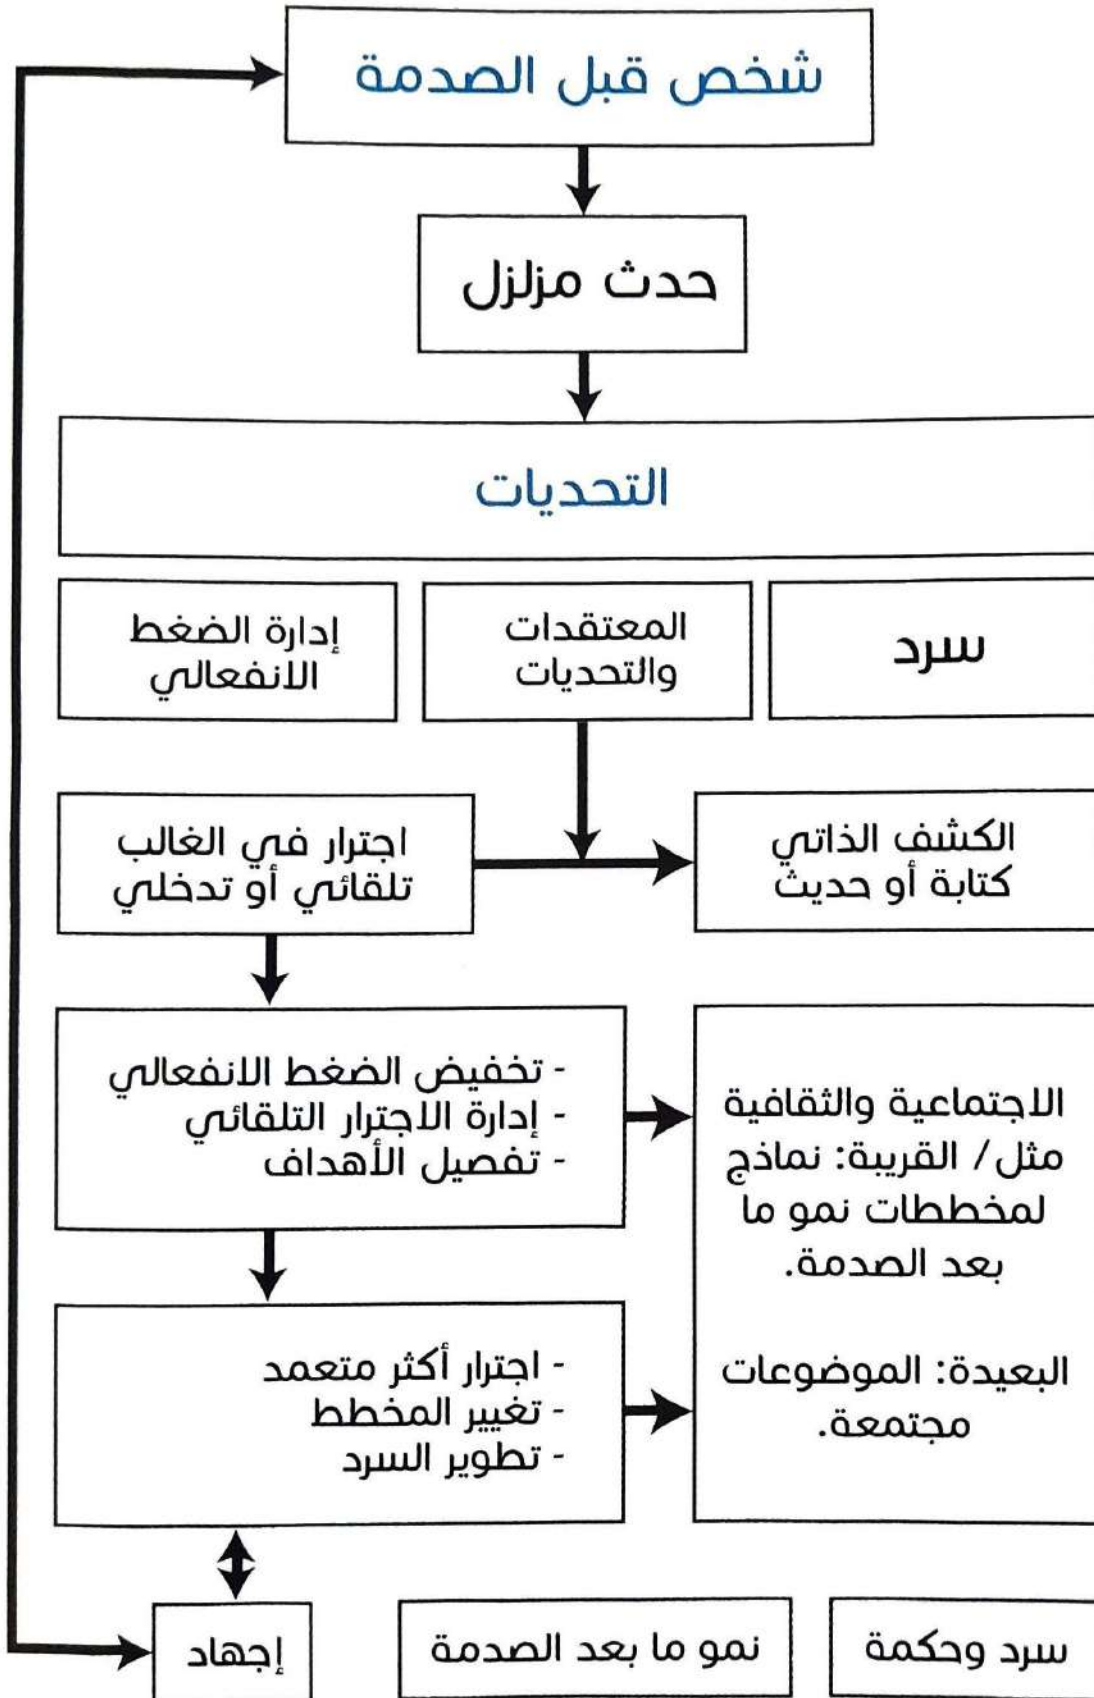 شخص قبل الصدمة
حدث مزلزل
التحديات
سرد
المعتقدات
والتحديات
إدارة الضغط
الانفعالي
الكشف الذاتي
كتابة أو حديث
اجترار في الغالب
تلقائي أو تدخلي
- تخفيض الضغط الانفعالي
- إدارة الاجترار التلقائي
- تفصيل الأهداف
الاجتماعية والثقافية
مثل/ القريبة: نماذج
لمخططات نمو ما
بعد الصدمة.
البعيدة: الموضوعات
مجتمعة.
- اجترار أكثر متعمد
- تغيير المخطط
- تطوير السرد
سرد وحكمة
نمو ما بعد الصدمة
إجهاد